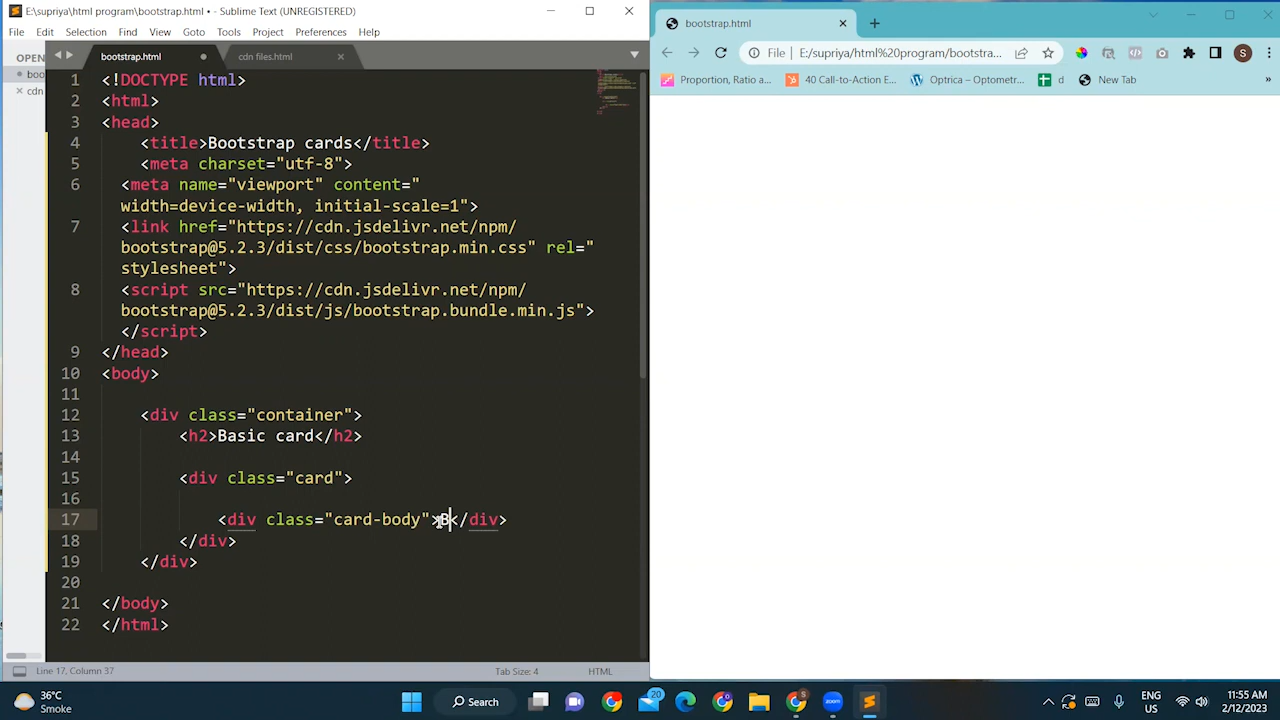 E:\supriya\html program\bootstrap.html • - Sublime Text (UNREGISTERED)
File Edit Selection Find View Goto Tools Project Preferences Help
OPEN
boo
cdn
bootstrap.html
cdn files.html
1 <!DOCTYPE html>
2 <html>
3 <head>
4 <title>Bootstrap cards</title>
5 <meta charset="utf-8">
6 <meta name="viewport" content="
width=device-width, initial-scale=1">
7 <link href="https://cdn.jsdelivr.net/npm/
bootstrap@5.2.3/dist/css/bootstrap.min.css" rel="
stylesheet">
8 <script src="https://cdn.jsdelivr.net/npm/
bootstrap@5.2.3/dist/js/bootstrap.bundle.min.js">
</script>
9 </head>
10 <body>
11
12 <div class="container">
13 <h2>Basic card</h2>
14
15 <div class="card">
16
17 <div class="card-body">B</div>
18 </div>
19 </div>
20
21 </body>
22 </html>
Line 17, Column 37
Tab Size: 4
HTML
bootstrap.html
File E:/supriya/html%20program/bootstra...
S
Proportion, Ratio a...
40 Call-to-Action E...
Optrica – Optometr...
d
New Tab
»
36°C
Smoke
Search
20
S
zoom
ENG
US
11:55 AM
2/12/2023